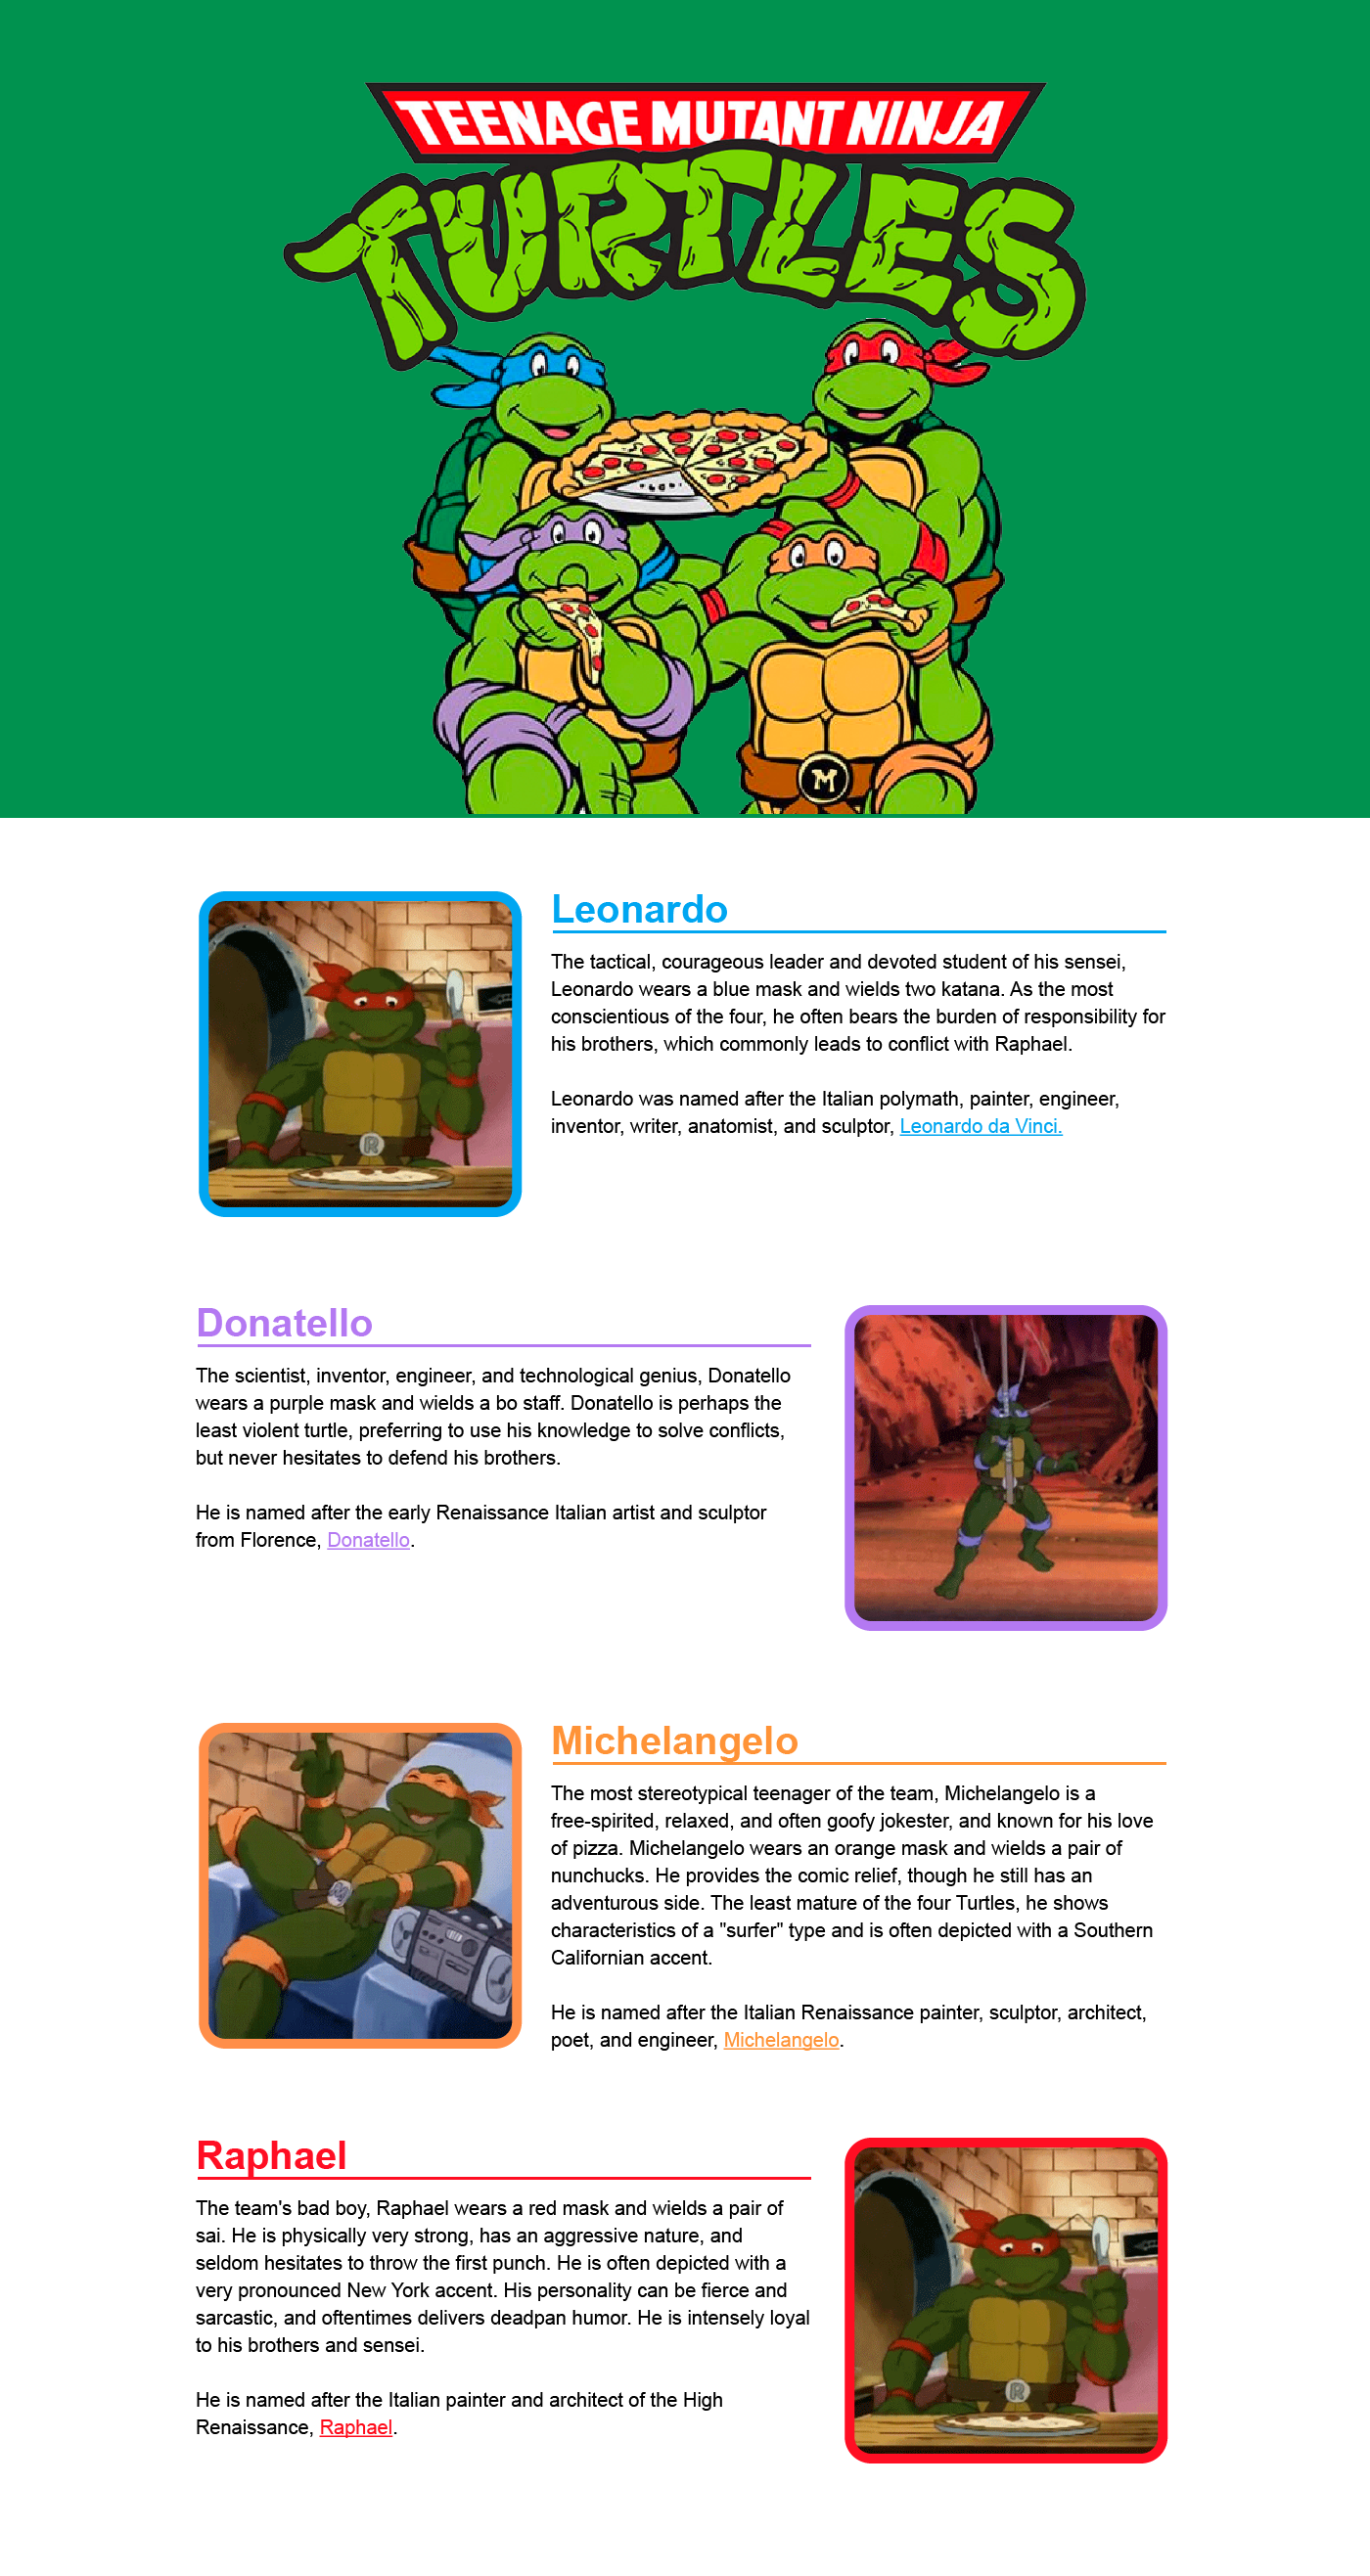 TEENAGE MUTANT NINJA
TURTLES
M
Leonardo
The tactical, courageous leader and devoted student of his sensei,
Leonardo wears a blue mask and wields two katana. As the most
conscientious of the four, he often bears the burden of responsibility for
his brothers, which commonly leads to conflict with Raphael.
Leonardo was named after the Italian polymath, painter, engineer,
inventor, writer, anatomist, and sculptor, Leonardo da Vinci.
R
Donatello
The scientist, inventor, engineer, and technological genius, Donatello
wears a purple mask and wields a bo staff. Donatello is perhaps the
least violent turtle, preferring to use his knowledge to solve conflicts,
but never hesitates to defend his brothers.
He is named after the early Renaissance Italian artist and sculptor
from Florence, Donatello.
Michelangelo
The most stereotypical teenager of the team, Michelangelo is a
free-spirited, relaxed, and often goofy jokester, and known for his love
of pizza. Michelangelo wears an orange mask and wields a pair of
nunchucks. He provides the comic relief, though he still has an
adventurous side. The least mature of the four Turtles, he shows
characteristics of a "surfer" type and is often depicted with a Southern
Californian accent.
He is named after the Italian Renaissance painter, sculptor, architect,
poet, and engineer, Michelangelo.
M
Raphael
The team's bad boy, Raphael wears a red mask and wields a pair of
sai. He is physically very strong, has an aggressive nature, and
seldom hesitates to throw the first punch. He is often depicted with a
very pronounced New York accent. His personality can be fierce and
sarcastic, and oftentimes delivers deadpan humor. He is intensely loyal
to his brothers and sensei.
He is named after the Italian painter and architect of the High
Renaissance, Raphael.
R